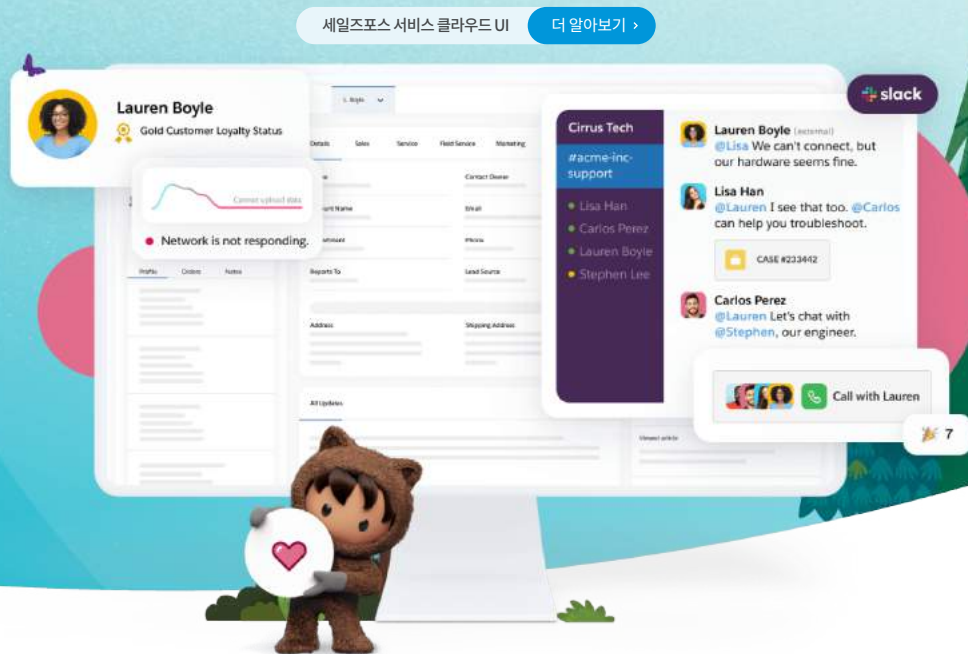 세일즈포스 서비스 클라우드 UI
더 알아보기 ›
Lauren Boyle
Gold Customer Loyalty Status
Cannot upload data
Network is not responding.
L. Boyle
Details
Sales
Service
Field Service
Marketing
Contact Owner
Email
Phone
Reports To
Lead Source
Address
Shipping Address
All Updates
Profile
Orders
Notes
slack
Cirrus Tech
#acme-inc-
support
Lisa Han
Carlos Perez
Lauren Boyle
Stephen Lee
Lauren Boyle (external)
@Lisa We can't connect, but
our hardware seems fine.
Lisa Han
@Lauren I see that too. @Carlos
can help you troubleshoot.
CASE #233442
Carlos Perez
@Lauren Let's chat with
@Stephen, our engineer.
Call with Lauren
7